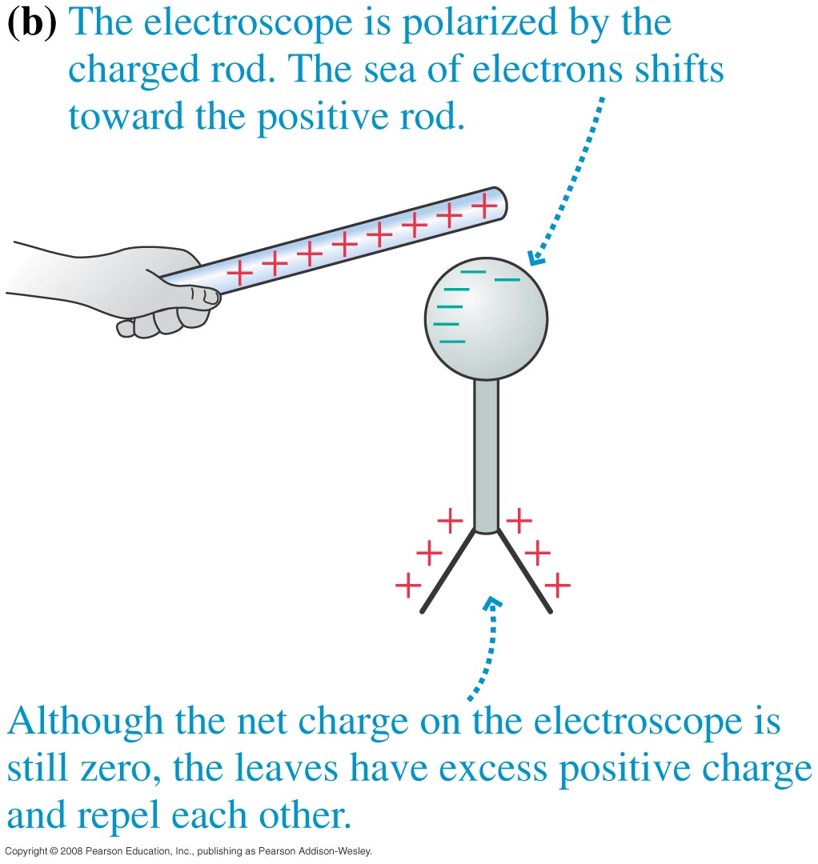 (b) The electroscope is polarized by the
charged rod. The sea of electrons shifts
toward the positive rod.
Although the net charge on the electroscope is
still zero, the leaves have excess positive charge
and repel each other.
Copyright © 2008 Pearson Education, Inc., publishing as Pearson Addison-Wesley.